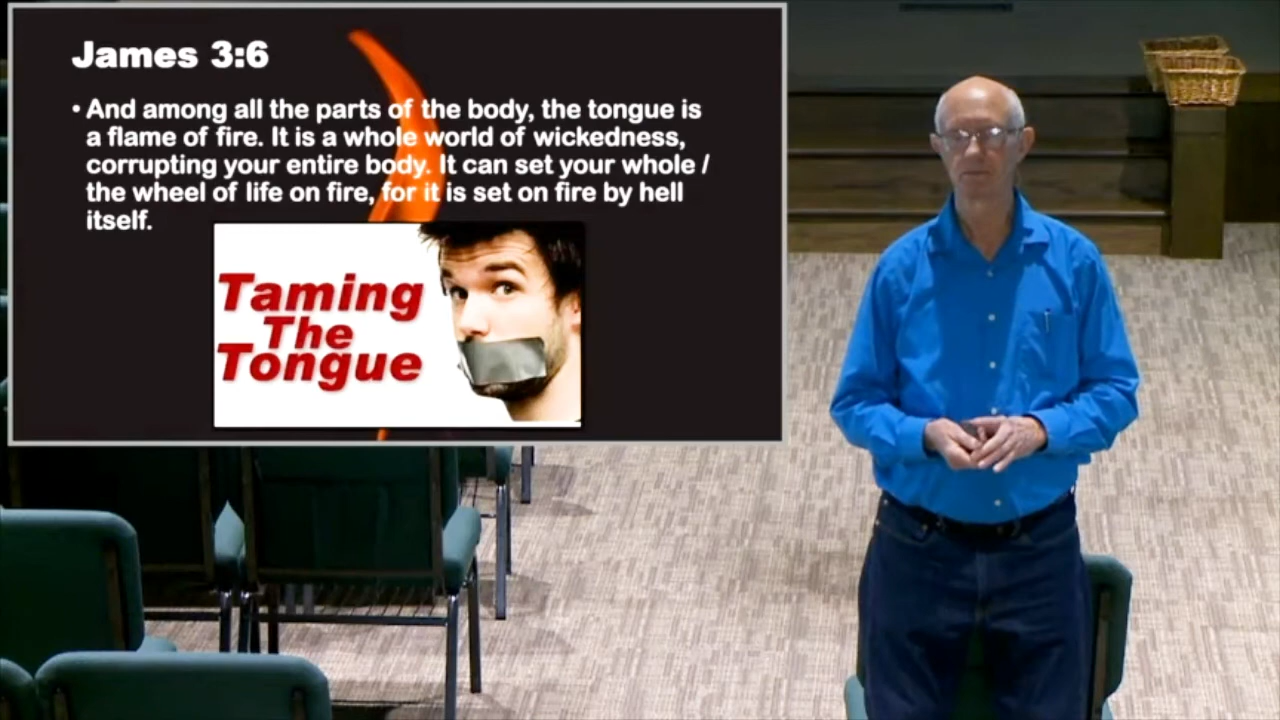 James 3:6
• And among all the parts of the body, the tongue is
a flame of fire. It is a whole world of wickedness,
corrupting your entire body. It can set your whole /
the wheel of life on fire, for it is set on fire by hell
itself.
Taming
The
Tongue